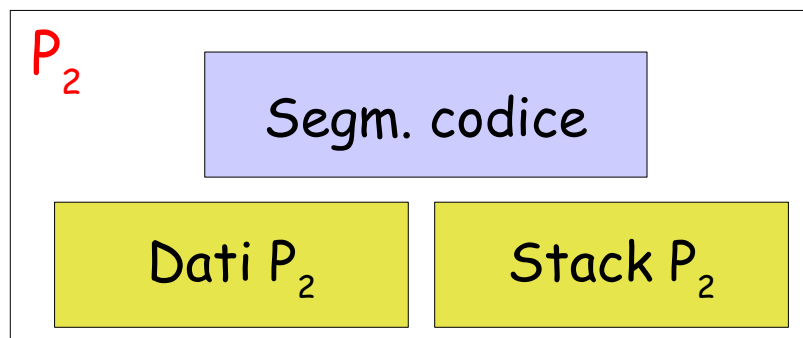 P₂
Segm. codice
Dati P₂
Stack P₂